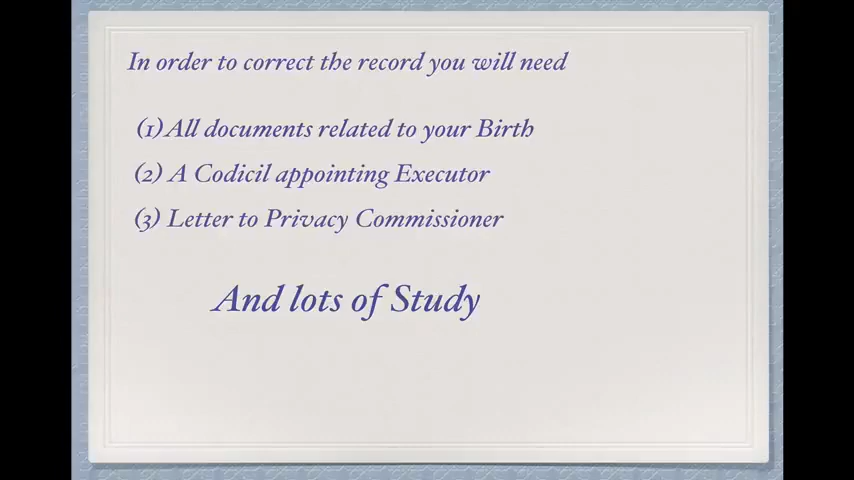 In order to correct the record you will need
(1) All documents related to your Birth
(2) A Codicil appointing Executor
(3) Letter to Privacy Commissioner
And lots of Study